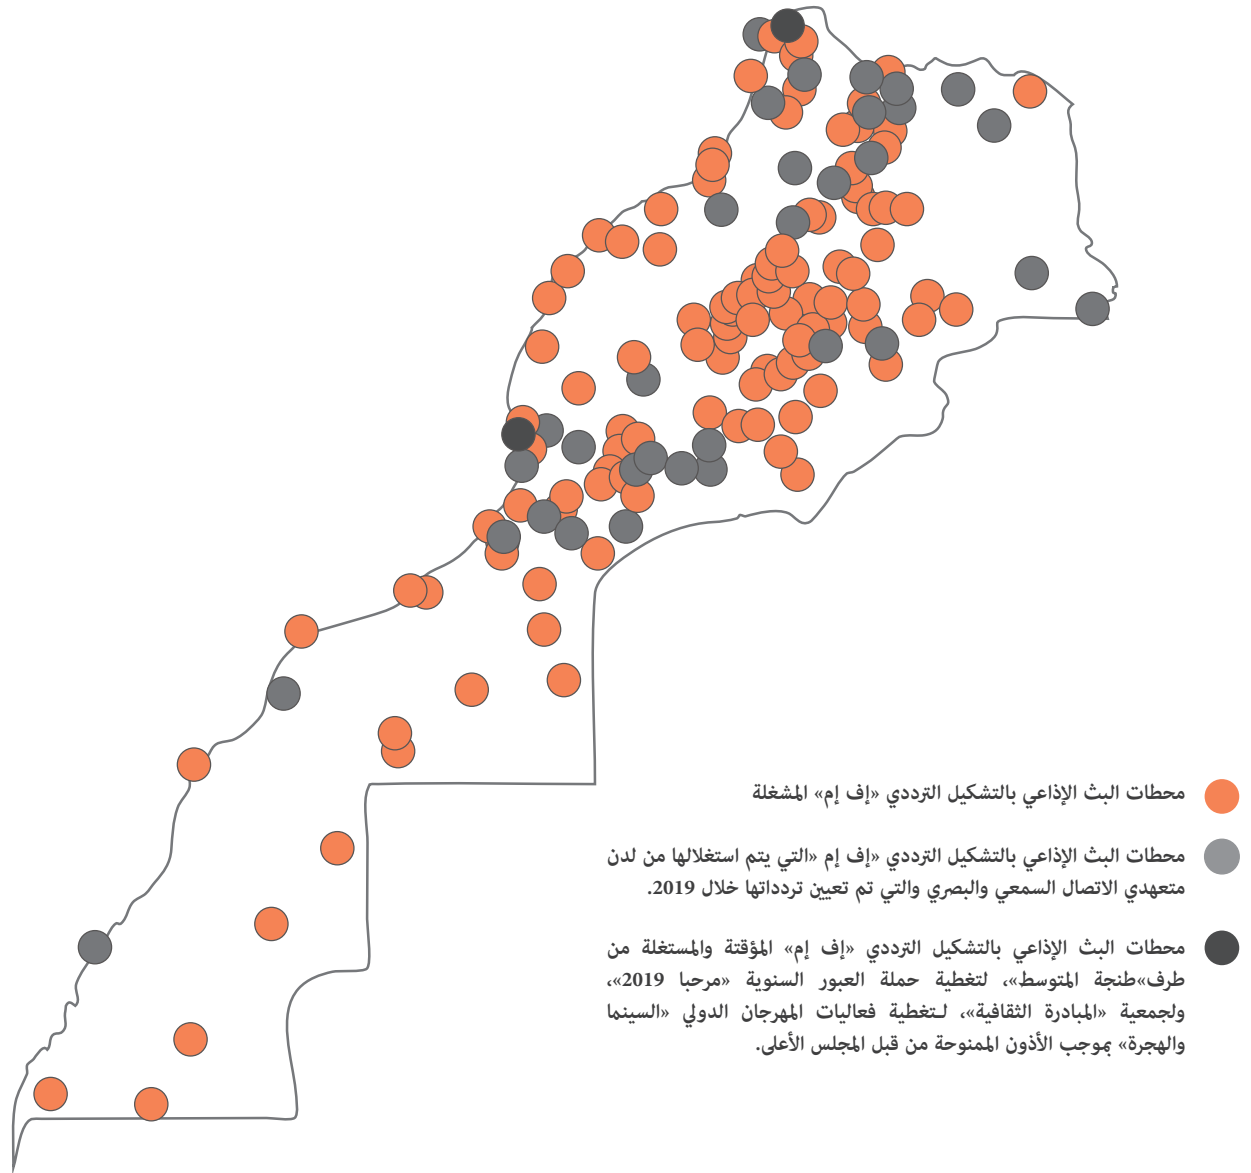 محطات البث الإذاعي بالتشكيل الترددي «إف إم» المشغلة
محطات البث الإذاعي بالتشكيل الترددي «إف إم «التي يتم استغلالها من لدن
متعهدي الاتصال السمعي والبصري والتي تم تعيين تردداتها خلال 2019.
محطات البث الإذاعي بالتشكيل الترددي «إف إم» المؤقتة والمستغلة من
طرف»طنجة المتوسط»، لتغطية حملة العبور السنوية «مرحبا 2019»،
ولجمعية «المبادرة الثقافية»، لـتغطية فعاليات المهرجان الدولي «السينما
والهجرة» بموجب الأذون الممنوحة من قبل المجلس الأعلى.